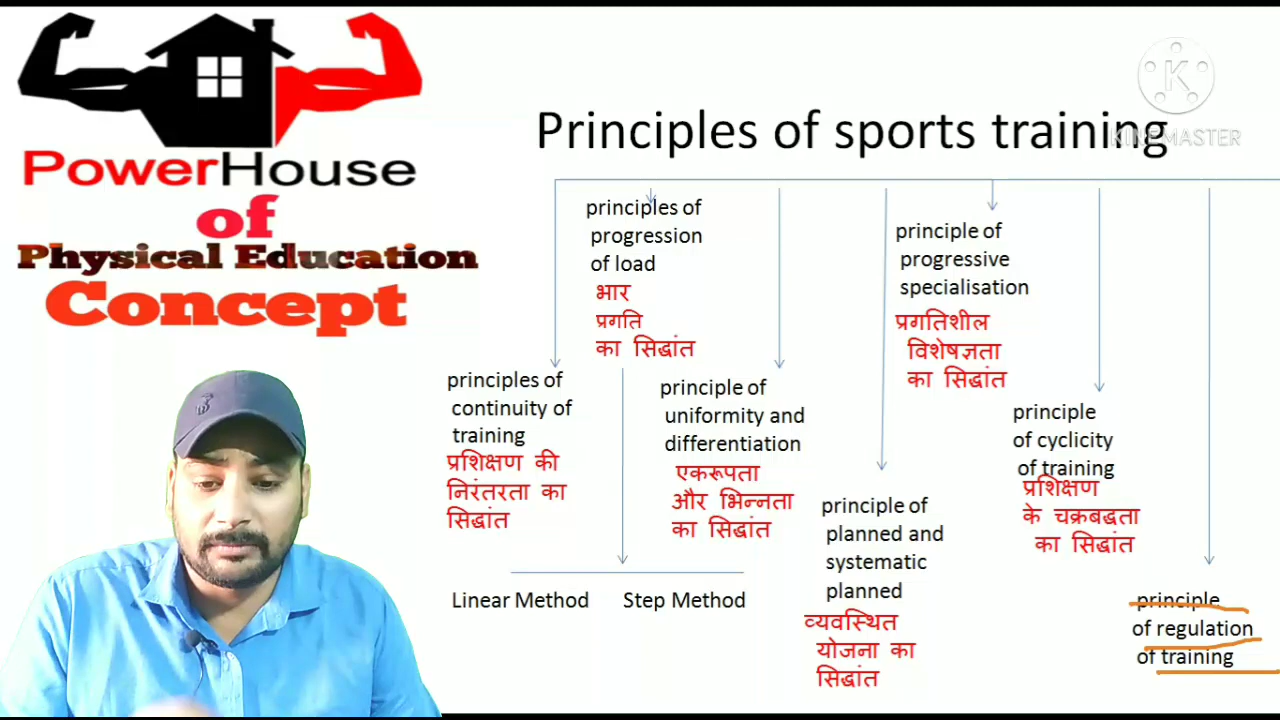 PowerHouse
of
Physical Education
Concept
K
KINEMASTER
Principles of sports training
principles of
progression
of load
भार
प्रगति
का सिद्धांत
principle of
progressive
specialisation
प्रगतिशील
विशेषज्ञता
का सिद्धांत
principles of
continuity of
training
प्रशिक्षण की
निरंतरता का
सिद्धांत
principle of
uniformity and
differentiation
एकरूपता
और भिन्नता
का सिद्धांत
principle
of cyclicity
of training
प्रशिक्षण
के चक्रबद्धता
का सिद्धांत
principle of
planned and
systematic
planned
व्यवस्थित
योजना का
सिद्धांत
Linear Method
Step Method
principle
of regulation
of training